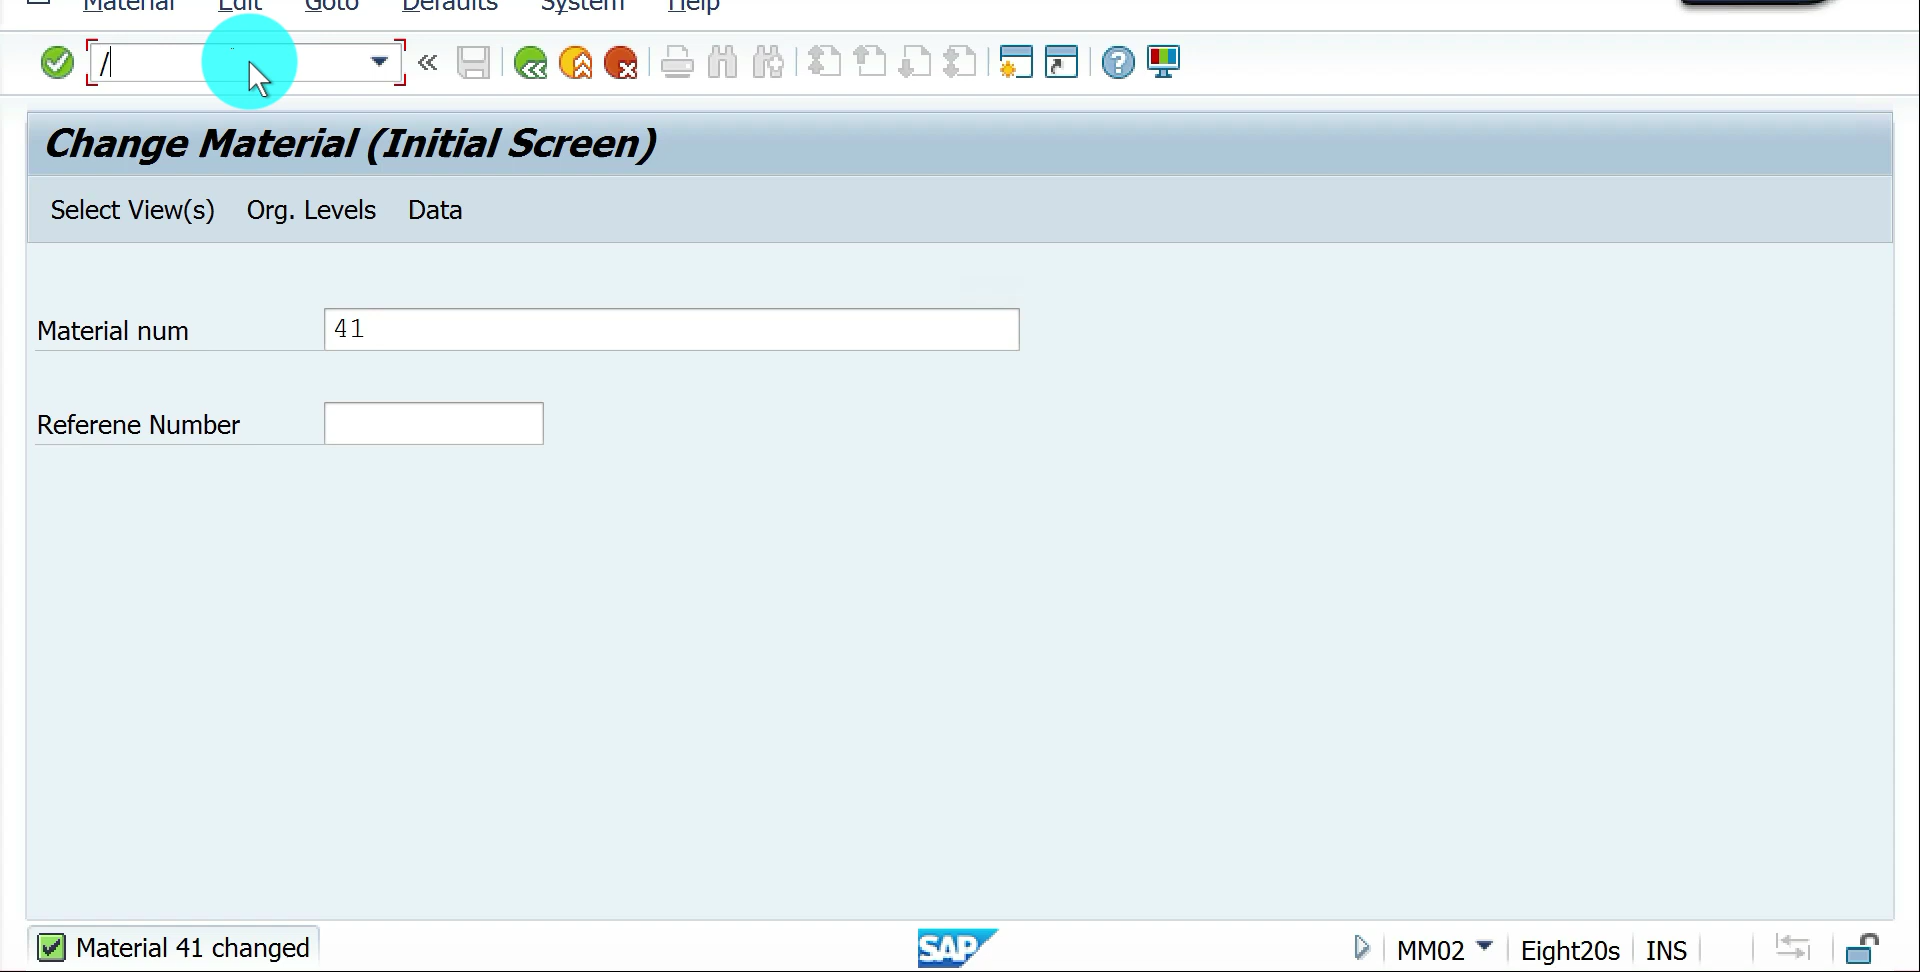 Material Edit Goto Defaults System Help
/
Change Material (Initial Screen)
Select View(s) Org. Levels Data
Material num 41
Referene Number
Material 41 changed
SAP
MM02 Eight20s INS